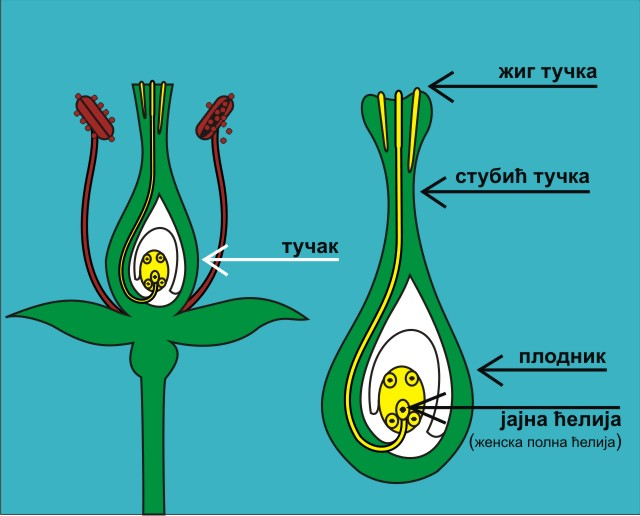 жиг тучка
стубић тучка
тучак
плодник
јајна ћелија
(женска полна ћелија)